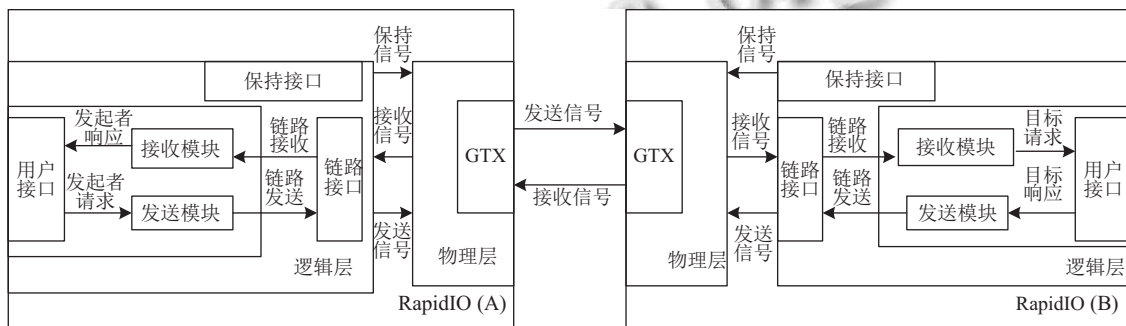 保持
信号
保持接口
发起者
响应
接收模块
链路
接收
接收
信号
用户
接口
发起者
请求
发送模块
链路
发送
链路
接口
发送
信号
逻辑层
GTX
物理层
RapidIO (A)
发送信号
接收信号
保持
信号
保持接口
GTX
接收
信号
链路
接口
链路
接收
接收模块
目标
请求
用户
接口
链路
发送
发送模块
目标
响应
发送
信号
物理层
逻辑层
RapidIO (B)